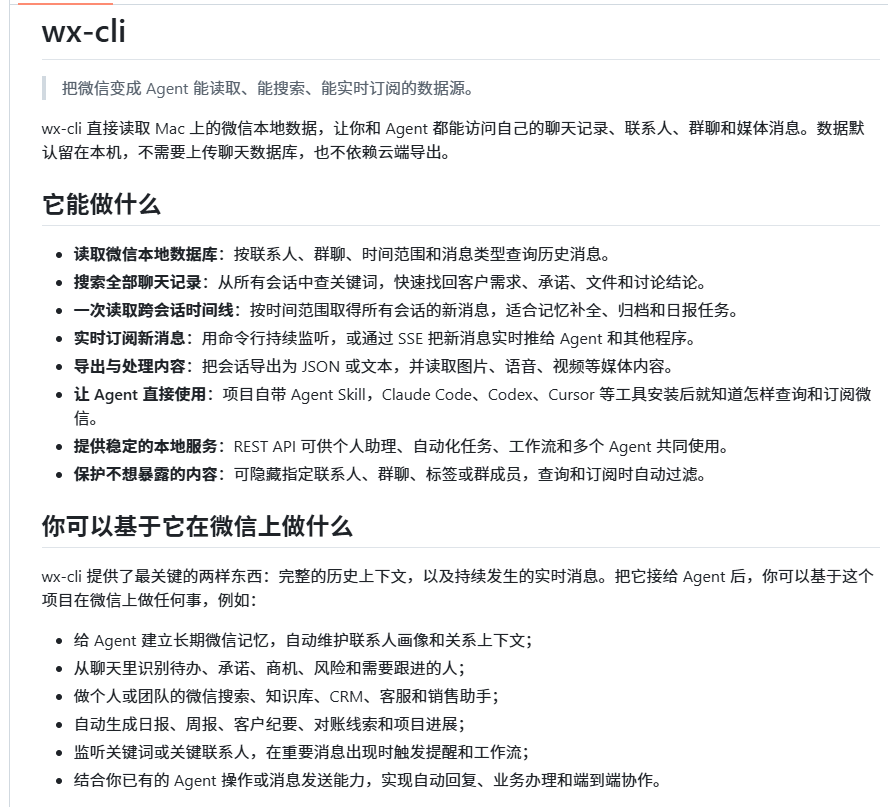 wx-cli
把微信变成 Agent 能读取、能搜索、能实时订阅的数据源。
wx-cli 直接读取 Mac 上的微信本地数据，让你和 Agent 都能访问自己的聊天记录、联系人、群聊和媒体消息。数据默
认留在本机，不需要上传聊天数据库，也不依赖云端导出。
它能做什么
• 读取微信本地数据库：按联系人、群聊、时间范围和消息类型查询历史消息。
• 搜索全部聊天记录：从所有会话中查关键词，快速找回客户需求、承诺、文件和讨论结论。
• 一次读取跨会话时间线：按时间范围取得所有会话的新消息，适合记忆补全、归档和日报任务。
• 实时订阅新消息：用命令行持续监听，或通过 SSE 把新消息实时推给 Agent 和其他程序。
• 导出与处理内容：把会话导出为 JSON 或文本，并读取图片、语音、视频等媒体内容。
• 让 Agent 直接使用：项目自带 Agent Skill，Claude Code、Codex、Cursor 等工具安装后就知道怎样查询和订阅微
信。
• 提供稳定的本地服务：REST API 可供个人助理、自动化任务、工作流和多个 Agent 共同使用。
• 保护不想暴露的内容：可隐藏指定联系人、群聊、标签或群成员，查询和订阅时自动过滤。
你可以基于它在微信上做什么
wx-cli 提供了最关键的两样东西：完整的历史上下文，以及持续发生的实时消息。把它接给 Agent 后，你可以基于这个
项目在微信上做任何事，例如：
• 给 Agent 建立长期微信记忆，自动维护联系人画像和关系上下文；
• 从聊天里识别待办、承诺、商机、风险和需要跟进的人；
• 做个人或团队的微信搜索、知识库、CRM、客服和销售助手；
• 自动生成日报、周报、客户纪要、对账线索和项目进展；
• 监听关键词或关键联系人，在重要消息出现时触发提醒和工作流；
• 结合你已有的 Agent 操作或消息发送能力，实现自动回复、业务办理和端到端协作。